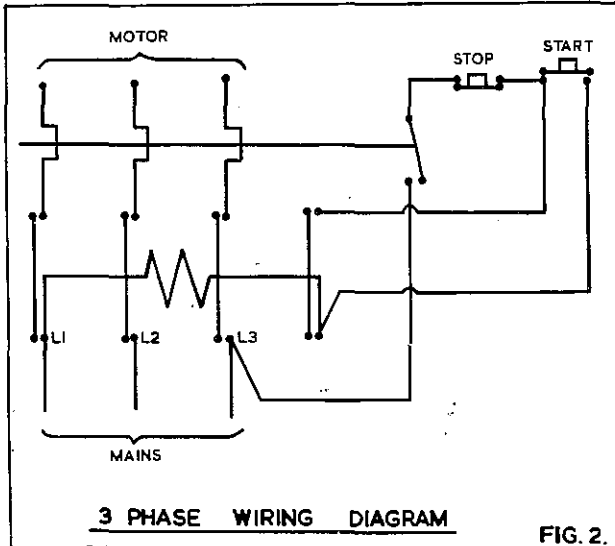 MOTOR
STOP
START
L1
L2
L3
MAINS
3 PHASE WIRING DIAGRAM
FIG. 2.